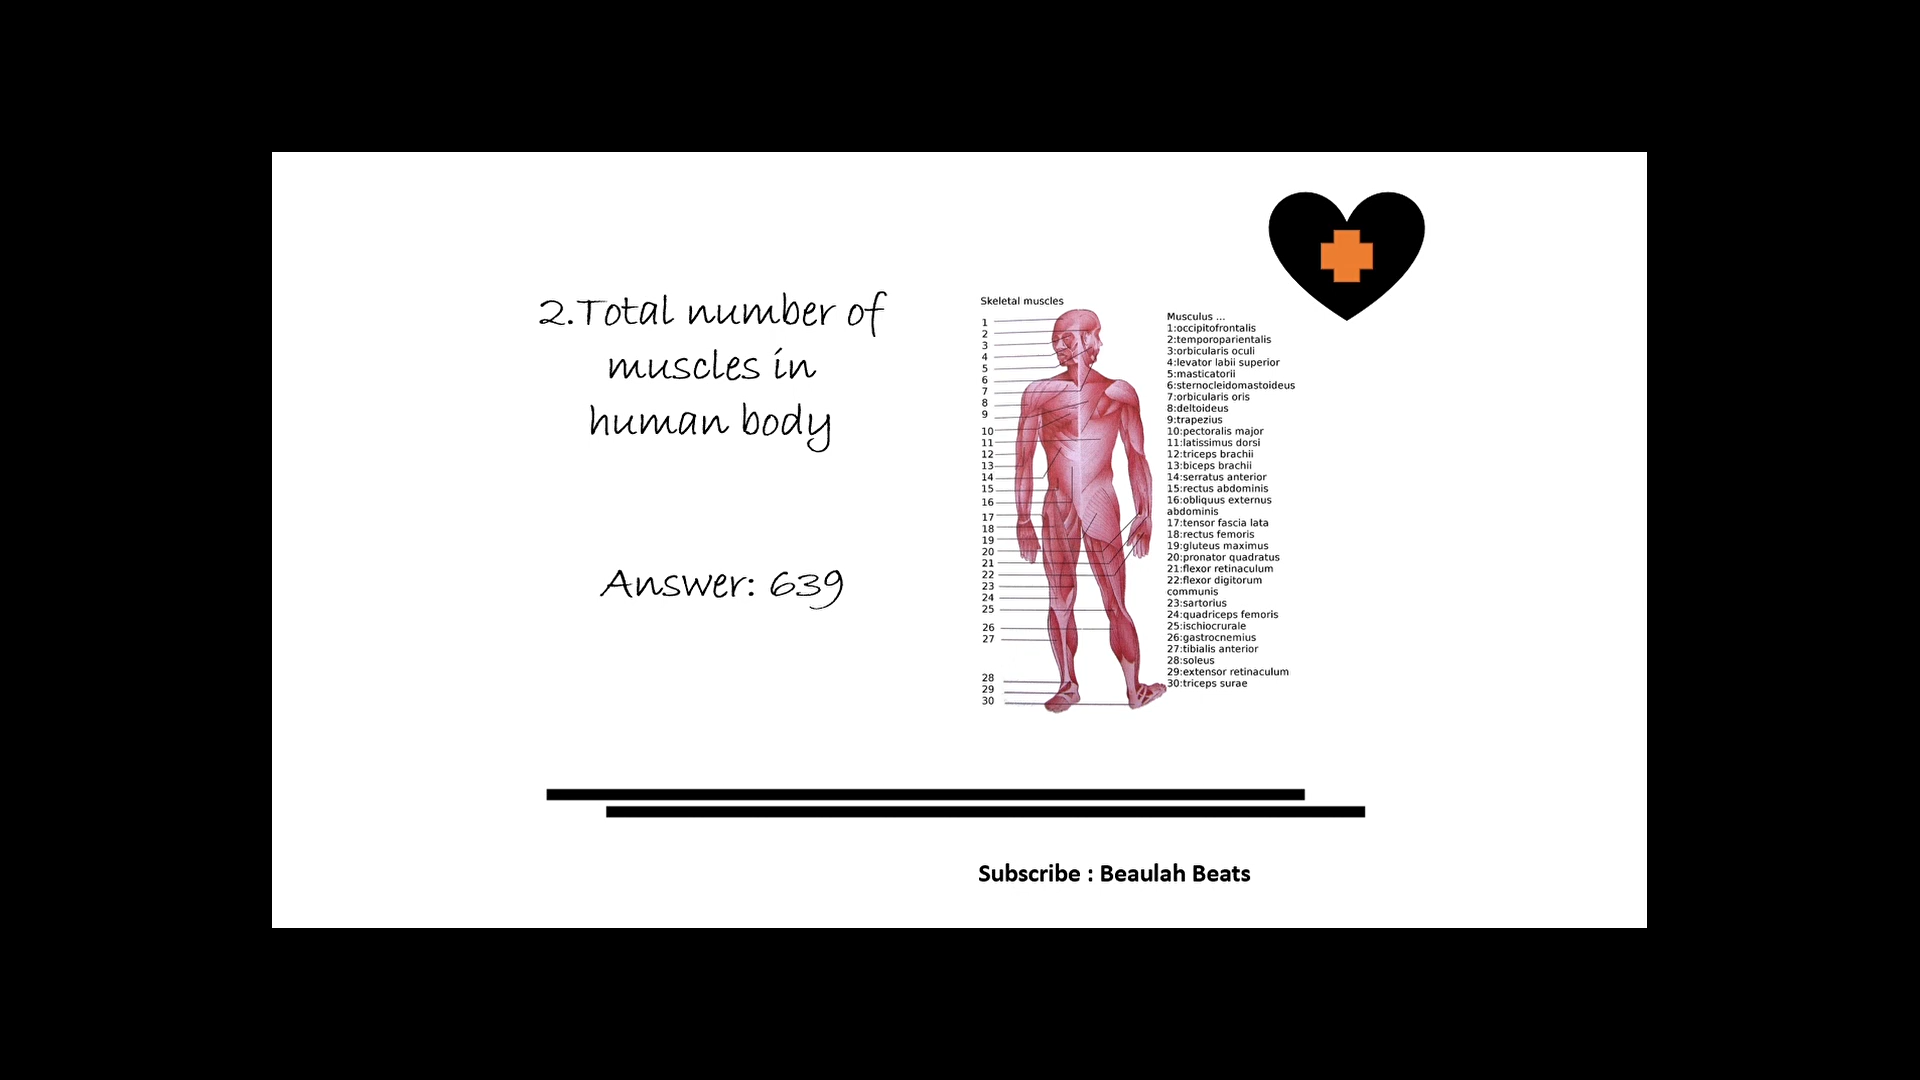 2.Total number of
muscles in
human body
Answer: 639
Skeletal muscles
1
2
3
4
5
6
7
8
9
10
11
12
13
14
15
16
17
18
19
20
21
22
23
24
25
26
27
28
29
30
Musculus ...
1:occipitofrontalis
2:temporoparientalis
3:orbicularis oculi
4:levator labii superior
5:masticatorii
6:sternocleidomastoideus
7:orbicularis oris
8:deltoideus
9:trapezius
10:pectoralis major
11:latissimus dorsi
12:triceps brachii
13:biceps brachii
14:serratus anterior
15:rectus abdominis
16:obliquus externus
abdominis
17:tensor fascia lata
18:rectus femoris
19:gluteus maximus
20:pronator quadratus
21:flexor retinaculum
22:flexor digitorum
communis
23:sartorius
24:quadriceps femoris
25:ischiocrurale
26:gastrocnemius
27:tibialis anterior
28:soleus
29:extensor retinaculum
30:triceps surae
Subscribe : Beaulah Beats